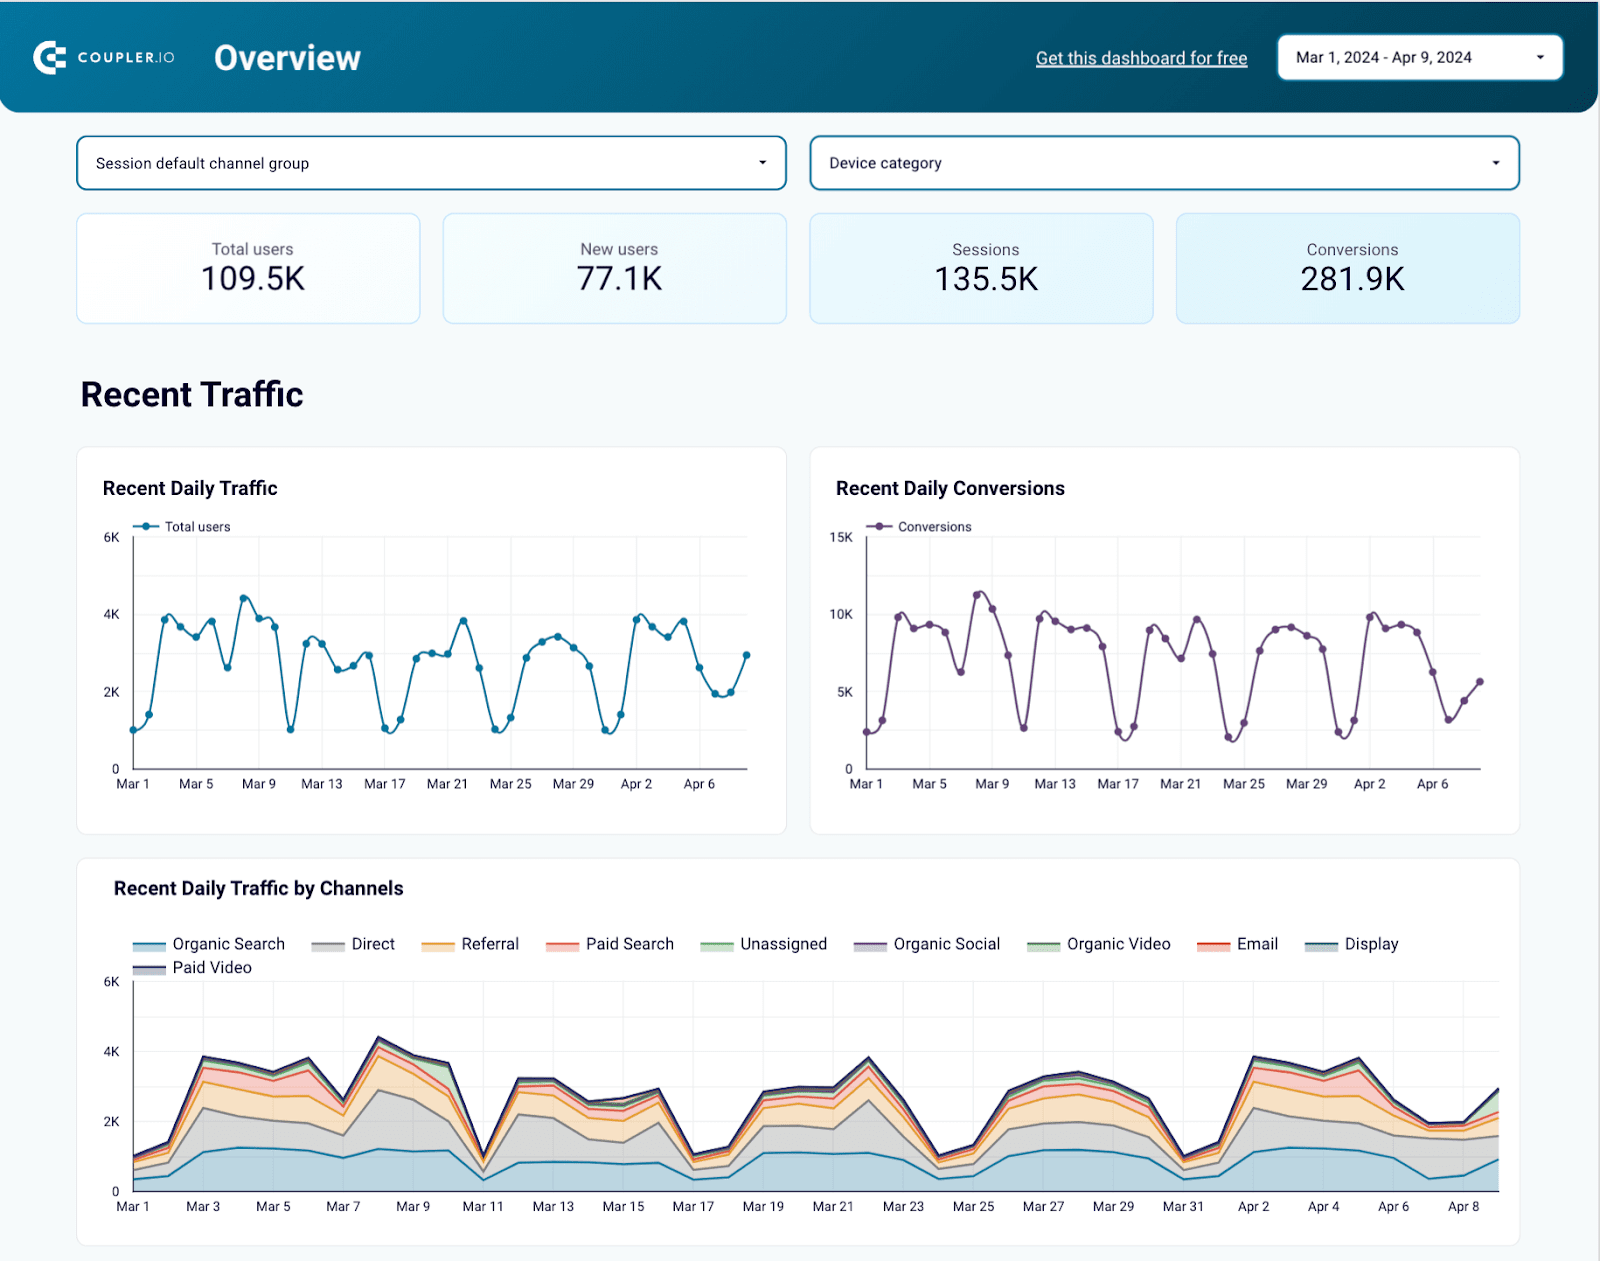 COUPLER.IO
Overview
Get this dashboard for free
Mar 1, 2024 - Apr 9, 2024
Session default channel group
Device category
Total users
109.5K
New users
77.1K
Sessions
135.5K
Conversions
281.9K
Recent Traffic
Recent Daily Traffic
Total users
6K
4K
2K
0
Mar 1 Mar 5 Mar 9 Mar 13 Mar 17 Mar 21 Mar 25 Mar 29 Apr 2 Apr 6
Recent Daily Conversions
Conversions
15K
10K
5K
0
Mar 1 Mar 5 Mar 9 Mar 13 Mar 17 Mar 21 Mar 25 Mar 29 Apr 2 Apr 6
Recent Daily Traffic by Channels
Organic Search Direct Referral Paid Search Unassigned Organic Social Organic Video Email Display
Paid Video
6K
4K
2K
0
Mar 1 Mar 3 Mar 5 Mar 7 Mar 9 Mar 11 Mar 13 Mar 15 Mar 17 Mar 19 Mar 21 Mar 23 Mar 25 Mar 27 Mar 29 Mar 31 Apr 2 Apr 4 Apr 6 Apr 8